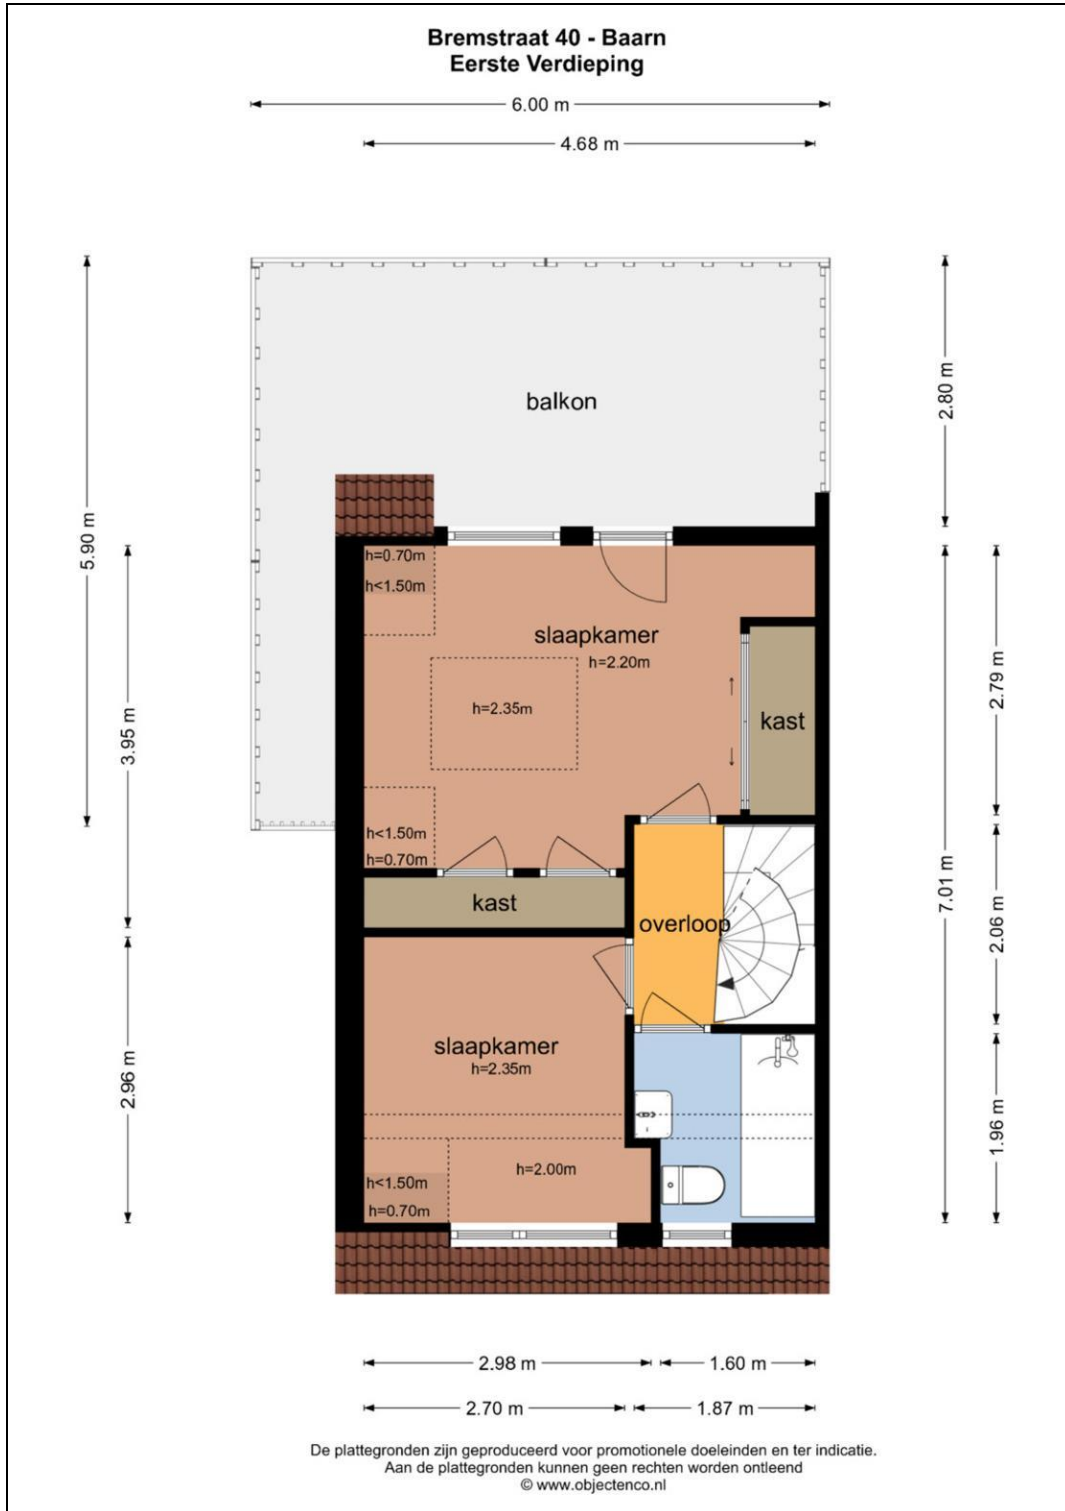 Bremstraat 40 - Baarn
Eerste Verdieping
6.00 m
4.68 m
5.90 m
3.95 m
2.96 m
2.80 m
7.01 m
2.79 m
2.06 m
1.96 m
balkon
h=0.70m
h<1.50m
slaapkamer
h=2.20m
h=2.35m
kast
h<1.50m
h=0.70m
kast
overloop
slaapkamer
h=2.35m
h=2.00m
h<1.50m
h=0.70m
2.98 m
1.60 m
2.70 m
1.87 m
De plattegronden zijn geproduceerd voor promotionele doeleinden en ter indicatie.
Aan de plattegronden kunnen geen rechten worden ontleend
© www.objectenco.nl